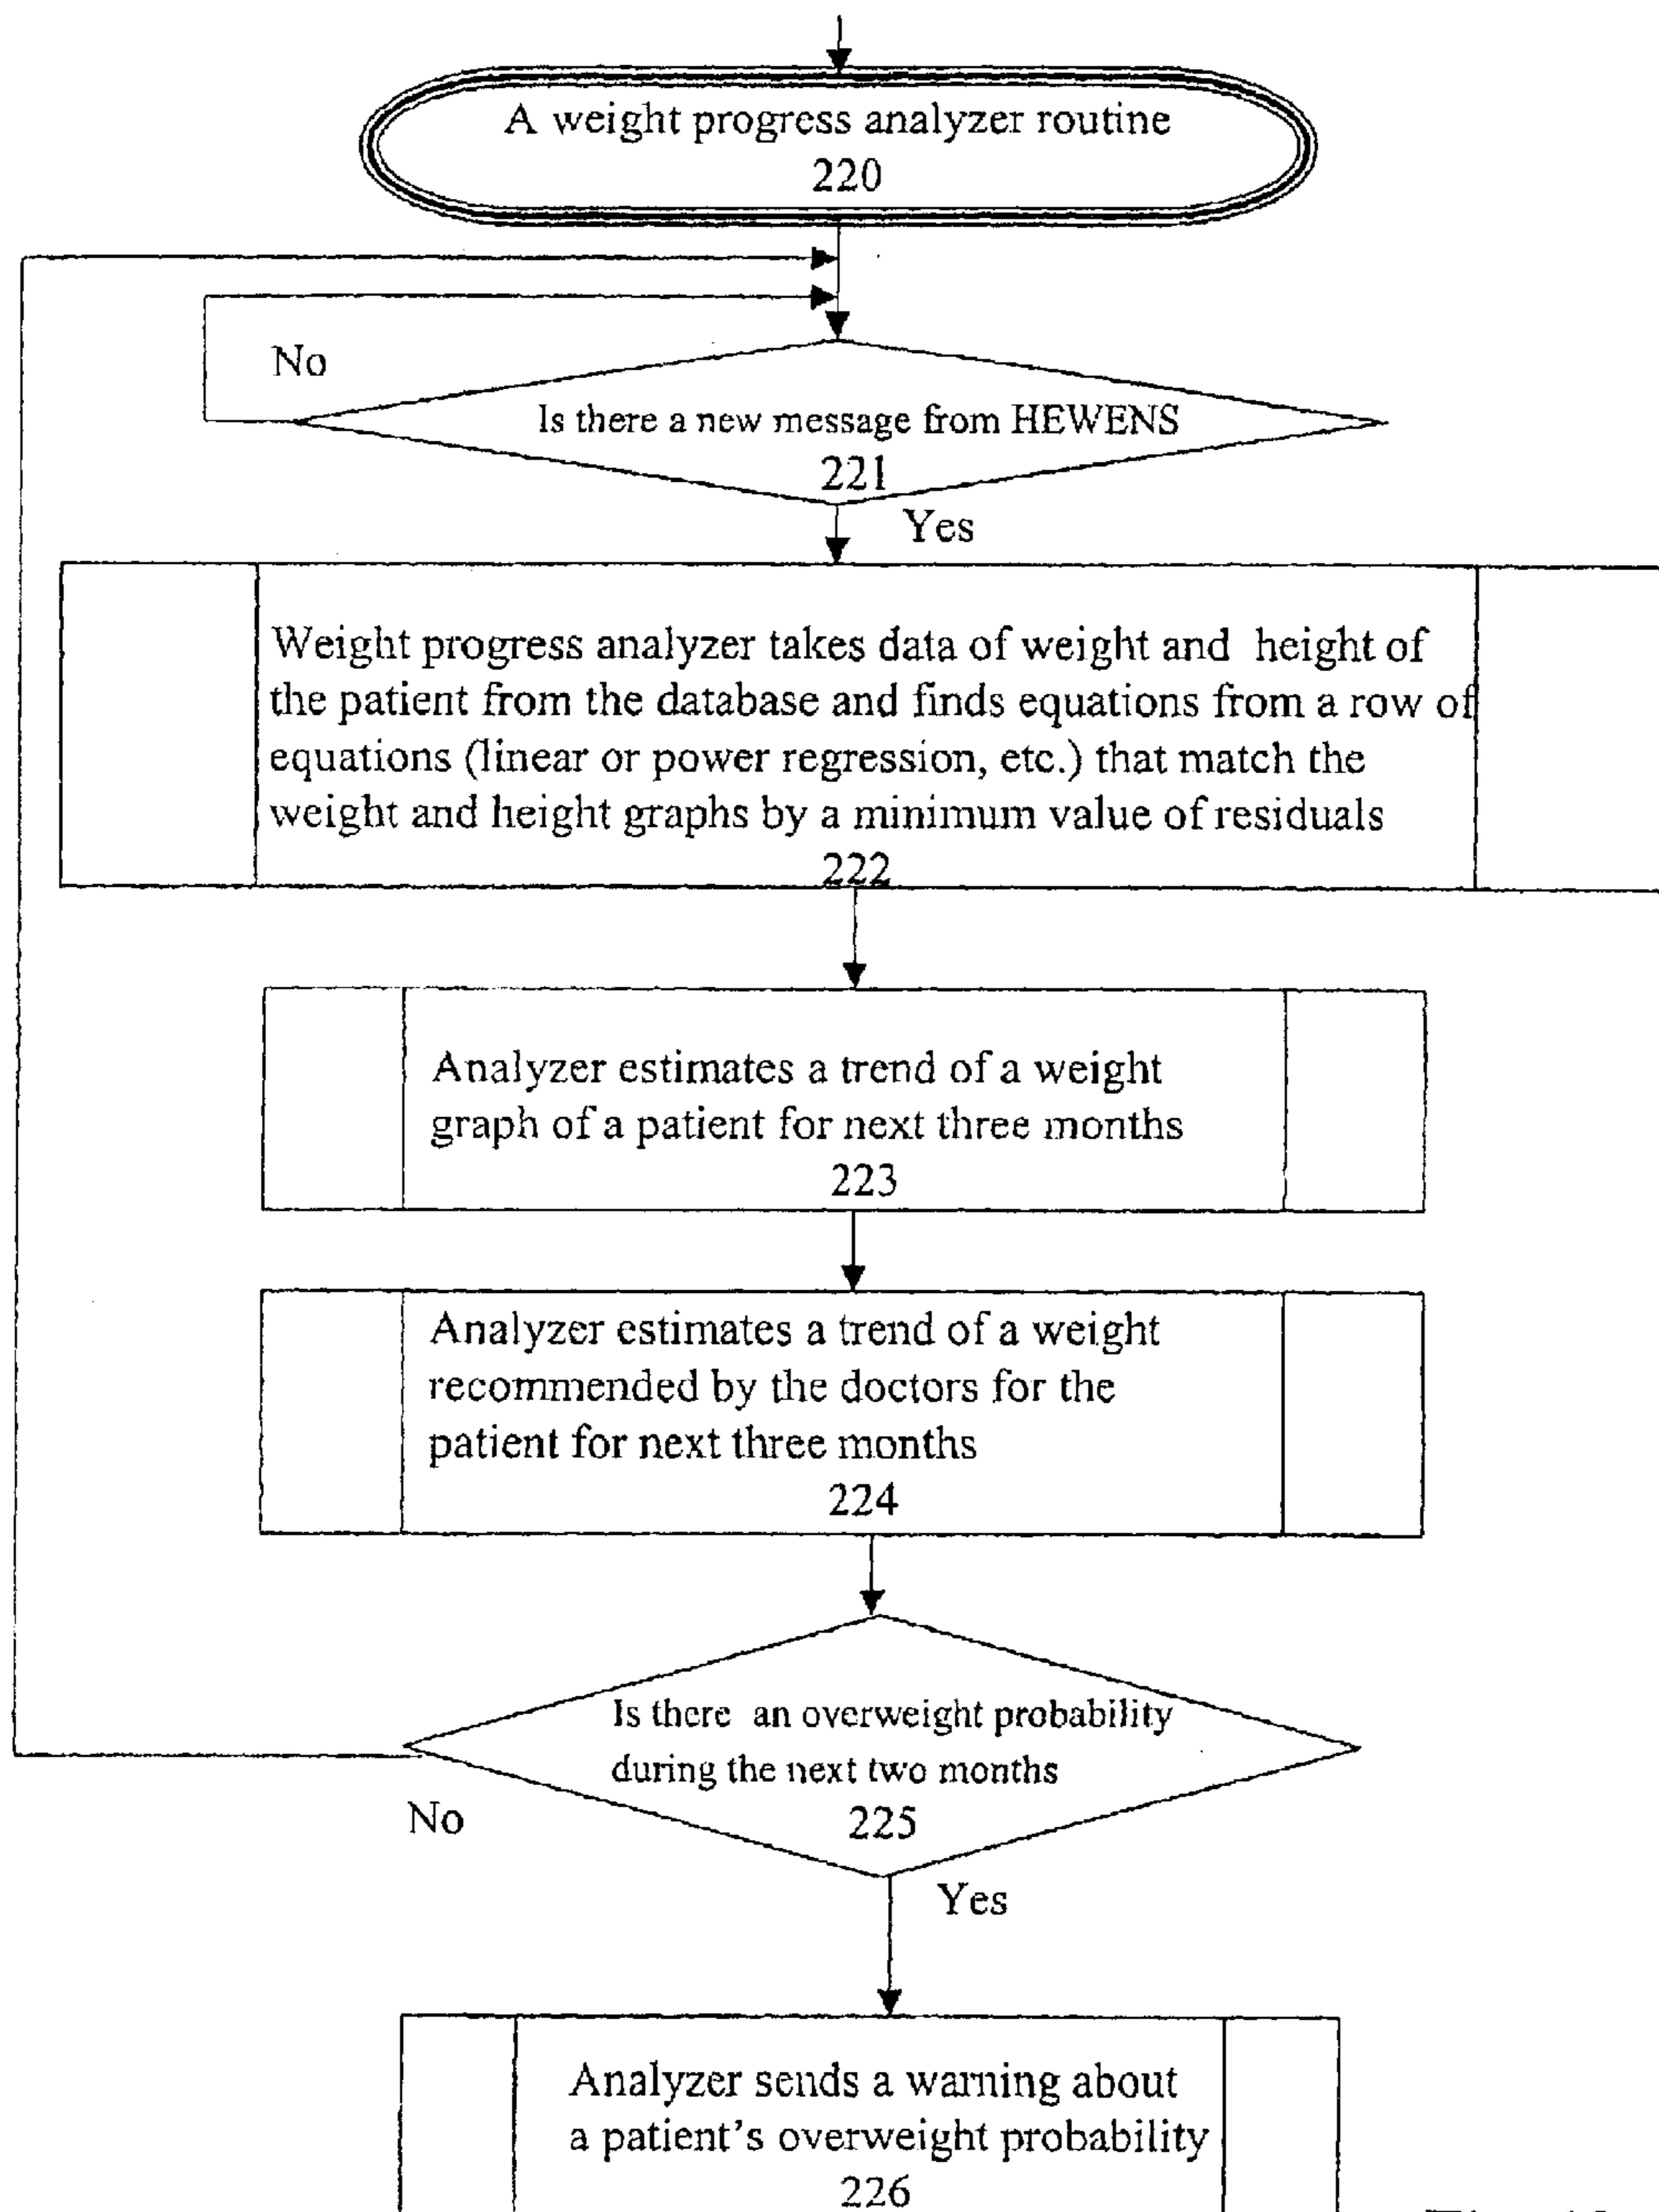 A weight progress analyzer routine
220
No
Is there a new message from HEWENS
221
Yes
Weight progress analyzer takes data of weight and height of
the patient from the database and finds equations from a row of
equations (linear or power regression, etc.) that match the
weight and height graphs by a minimum value of residuals
222
Analyzer estimates a trend of a weight
graph of a patient for next three months
223
Analyzer estimates a trend of a weight
recommended by the doctors for the
patient for next three months
224
Is there an overweight probability
during the next two months
225
No
Yes
Analyzer sends a warning about
a patient's overweight probability
226